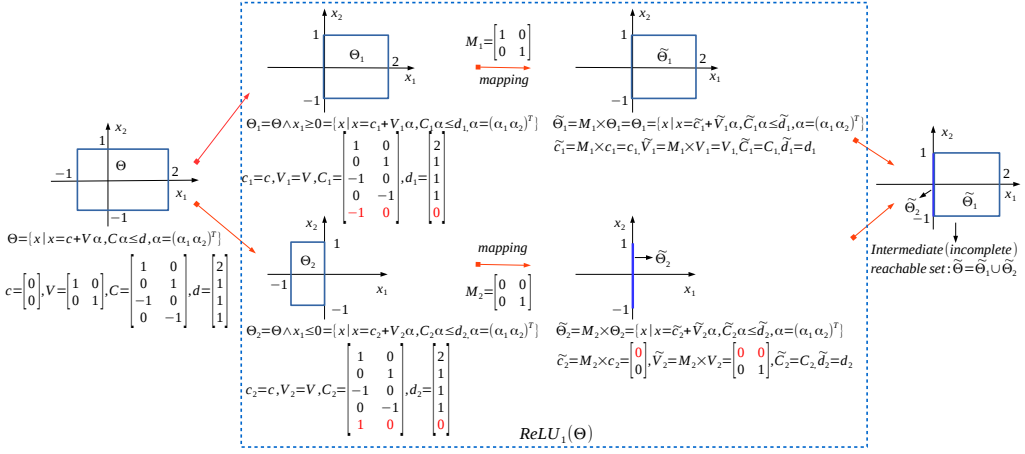 x₂
1
Θ
−1
2
x₁
−1
Θ={x|x=c+Vα,Cα≤d,α=(α₁ α₂)ᵀ}
c=[0; 0],V=[1 0; 0 1],C=[1 0; 0 1; −1 0; 0 −1],d=[2; 1; 1; 1]
x₂
1
Θ₁
2
x₁
−1
M₁=[1 0; 0 1]
mapping
x₂
1
Θ̃₁
2
x₁
−1
Θ₁=Θ∧x₁≥0={x|x=c₁+V₁α,C₁α≤d₁,α=(α₁ α₂)ᵀ}
c₁=c,V₁=V,C₁=[1 0; 0 1; −1 0; 0 −1; −1 0],d₁=[2; 1; 1; 1; 0]
Θ̃₁=M₁×Θ₁=Θ₁={x|x=c̃₁+Ṽ₁α,C̃₁α≤d̃₁,α=(α₁ α₂)ᵀ}
c̃₁=M₁×c₁=c₁,Ṽ₁=M₁×V₁=V₁,C̃₁=C₁,d̃₁=d₁
x₂
1
Θ₂
−1
x₁
−1
mapping
M₂=[0 0; 0 1]
x₂
1
Θ̃₂
x₁
−1
Θ₂=Θ∧x₁≤0={x|x=c₂+V₂α,C₂α≤d₂,α=(α₁ α₂)ᵀ}
c₂=c,V₂=V,C₂=[1 0; 0 1; −1 0; 0 −1; 1 0],d₂=[2; 1; 1; 1; 0]
Θ̃₂=M₂×Θ₂={x|x=c̃₂+Ṽ₂α,C̃₂α≤d̃₂,α=(α₁ α₂)ᵀ}
c̃₂=M₂×c₂=[0; 0],Ṽ₂=M₂×V₂=[0 0; 0 1],C̃₂=C₂,d̃₂=d₂
ReLU₁(Θ)
x₂
1
2
x₁
Θ̃₂
Θ̃₁
−1
Intermediate (incomplete)
reachable set: Θ̃=Θ̃₁∪Θ̃₂